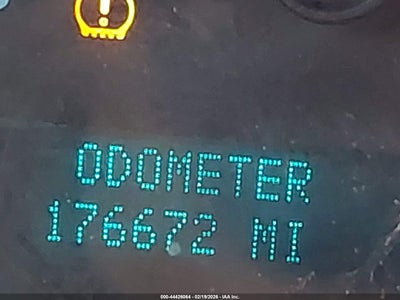 ODOMETER
176672 MI
000-44426064 - 02/19/2026 - IAA Inc.